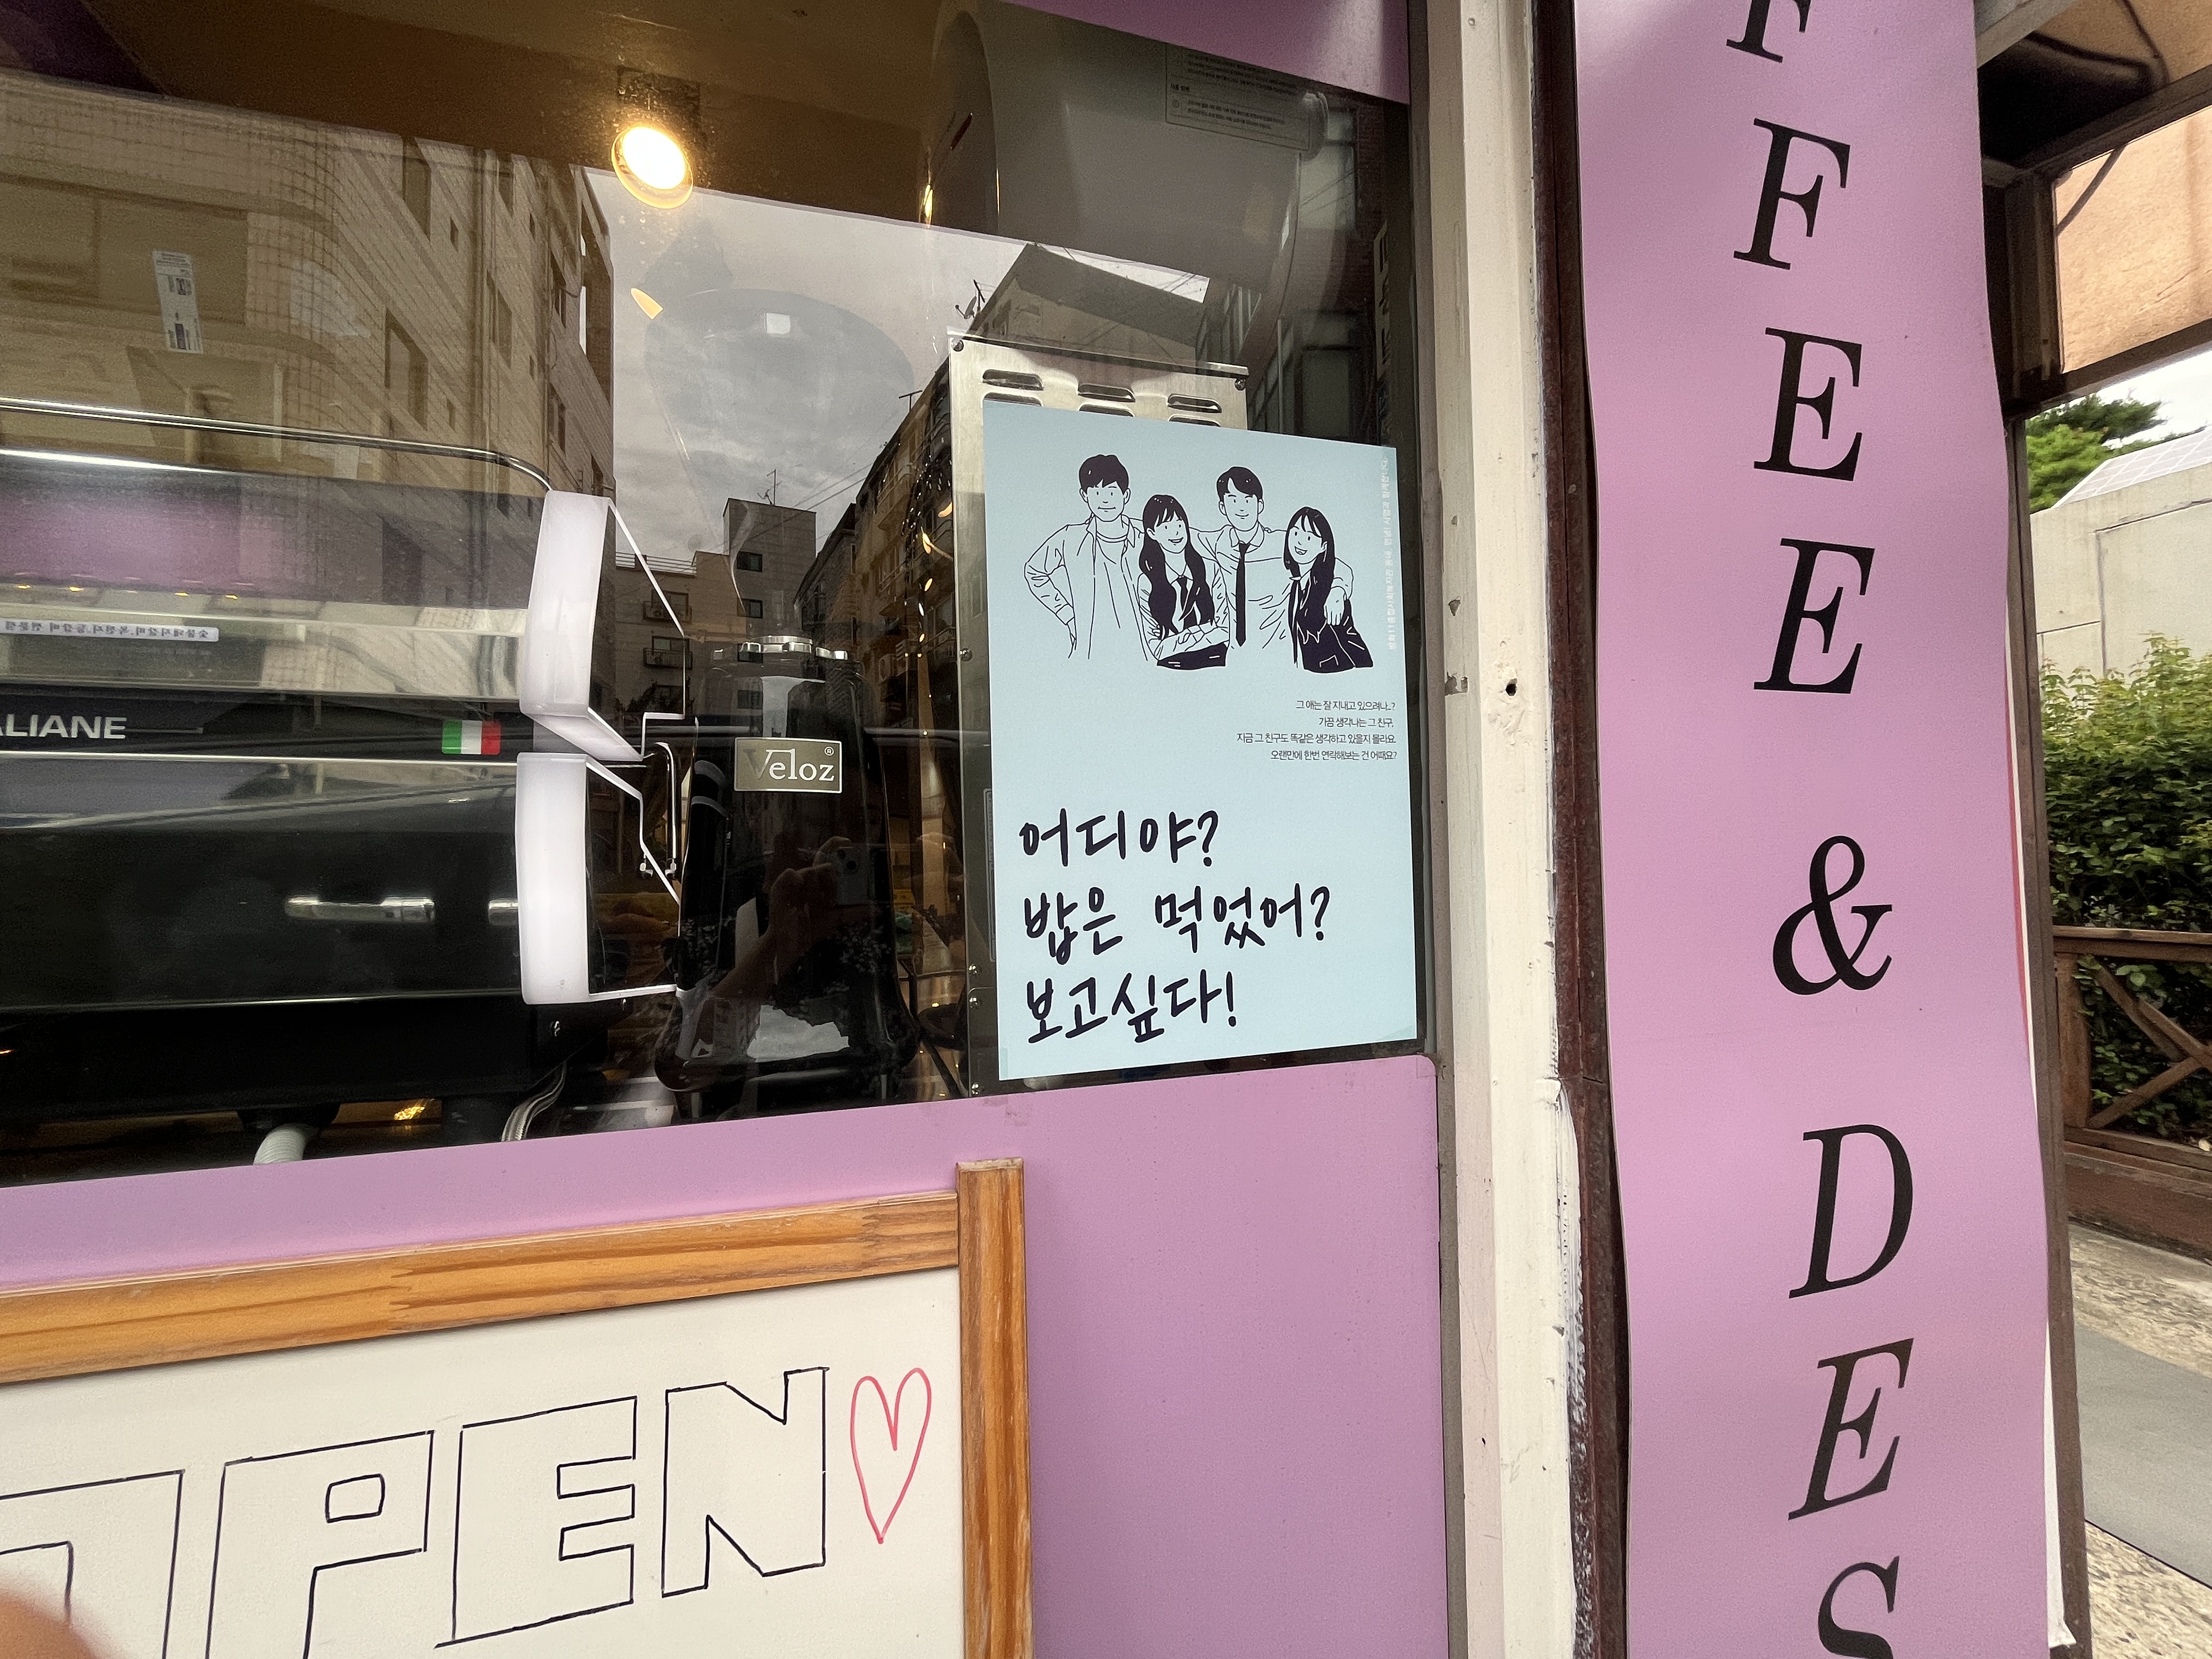 그 애는 잘 지내고 있으려나..?
가끔 생각나는 그 친구,
지금 그 친구도 똑같은 생각하고 있을지 몰라요.
오랜만에 한번 연락해보는 건 어때요?
어디야?
밥은 먹었어?
보고싶다!
Veloz®
ALIANE
OPEN
F
F
E
E
&
D
E
S